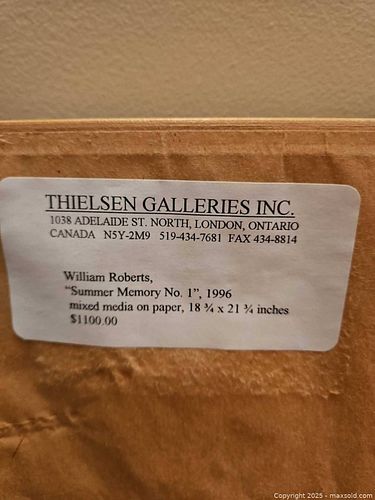 THIELSEN GALLERIES INC.
1038 ADELAIDE ST. NORTH, LONDON, ONTARIO
CANADA N5Y-2M9 519-434-7681 FAX 434-8814
William Roberts,
“Summer Memory No. 1”, 1996
mixed media on paper, 18 ¾ x 21 ¾ inches
$1100.00
Copyright 2025 - maxsold.com